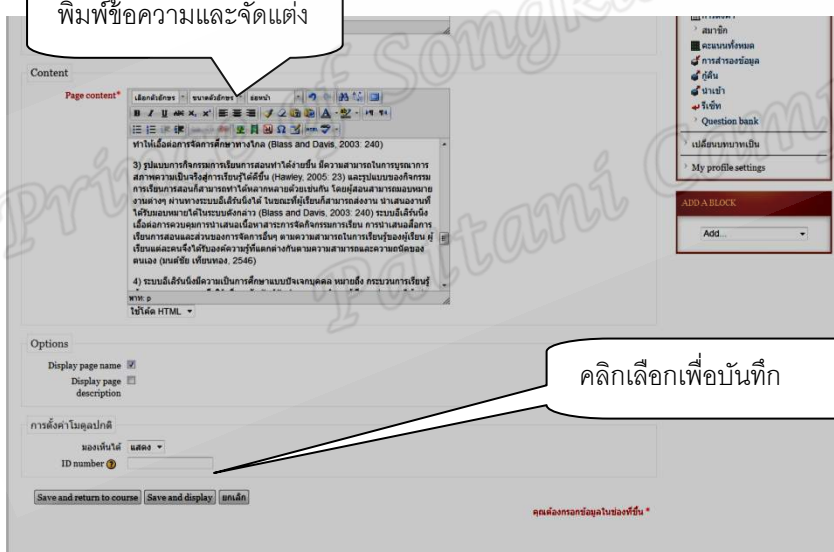 พิมพ์ข้อความและจัดแต่ง
Content
Page content*
เลือกตัวอักษร ขนาดตัวอักษร ย่อหน้า
ทำให้เอื้อต่อการจัดการศึกษาทางไกล (Blass and Davis, 2003: 240)
3) รูปแบบการกิจกรรมการเรียนการสอนทำได้ง่ายขึ้น มีความสามารถในการบูรณาการ
สภาพความเป็นจริงสู่การเรียนรู้ได้ดีขึ้น (Hawley, 2005: 23) และรูปแบบของกิจกรรม
การเรียนการสอนก็สามารถทำได้หลากหลายด้วยเช่นกัน โดยผู้สอนสามารถมอบหมาย
งานต่างๆ ผ่านทางระบบอีเลิร์นนิงได้ ในขณะที่ผู้เรียนก็สามารถส่งงาน นำเสนองานที่
ได้รับมอบหมายได้ในระบบดังกล่าว (Blass and Davis, 2003: 240) ระบบอีเลิร์นนิง
เอื้อต่อการควบคุมการนำเสนอเนื้อหาสาระการจัดกิจกรรมการเรียน การนำเสนอสื่อการ
เรียนการสอนและส่วนของการจัดการอื่นๆ ตามความสามารถในการเรียนรู้ของผู้เรียน ผู้
เรียนแต่ละคนจึงได้รับองค์ความรู้ที่แตกต่างกันตามความสามารถและความถนัดของ
ตนเอง (มนต์ชัย เทียนทอง, 2546)
4) ระบบอีเลิร์นนิงมีความเป็นการศึกษาแบบปัจเจกบุคคล หมายถึง กระบวนการเรียนรู้
พาท: p
ใช้โค้ด HTML
Options
Display page name
Display page
description
การตั้งค่าโมดูลปกติ
มองเห็นได้ แสดง
ID number
Save and return to course Save and display ยกเลิก
คุณต้องกรอกข้อมูลในช่องที่ขึ้น *
คลิกเลือกเพื่อบันทึก
สมาชิก
คะแนนทั้งหมด
การสำรองข้อมูล
กู้คืน
นำเข้า
รีเซ็ท
Question bank
เปลี่ยนบทบาทเป็น
My profile settings
ADD A BLOCK
Add...
Prince of Songkla
Pattani Campus